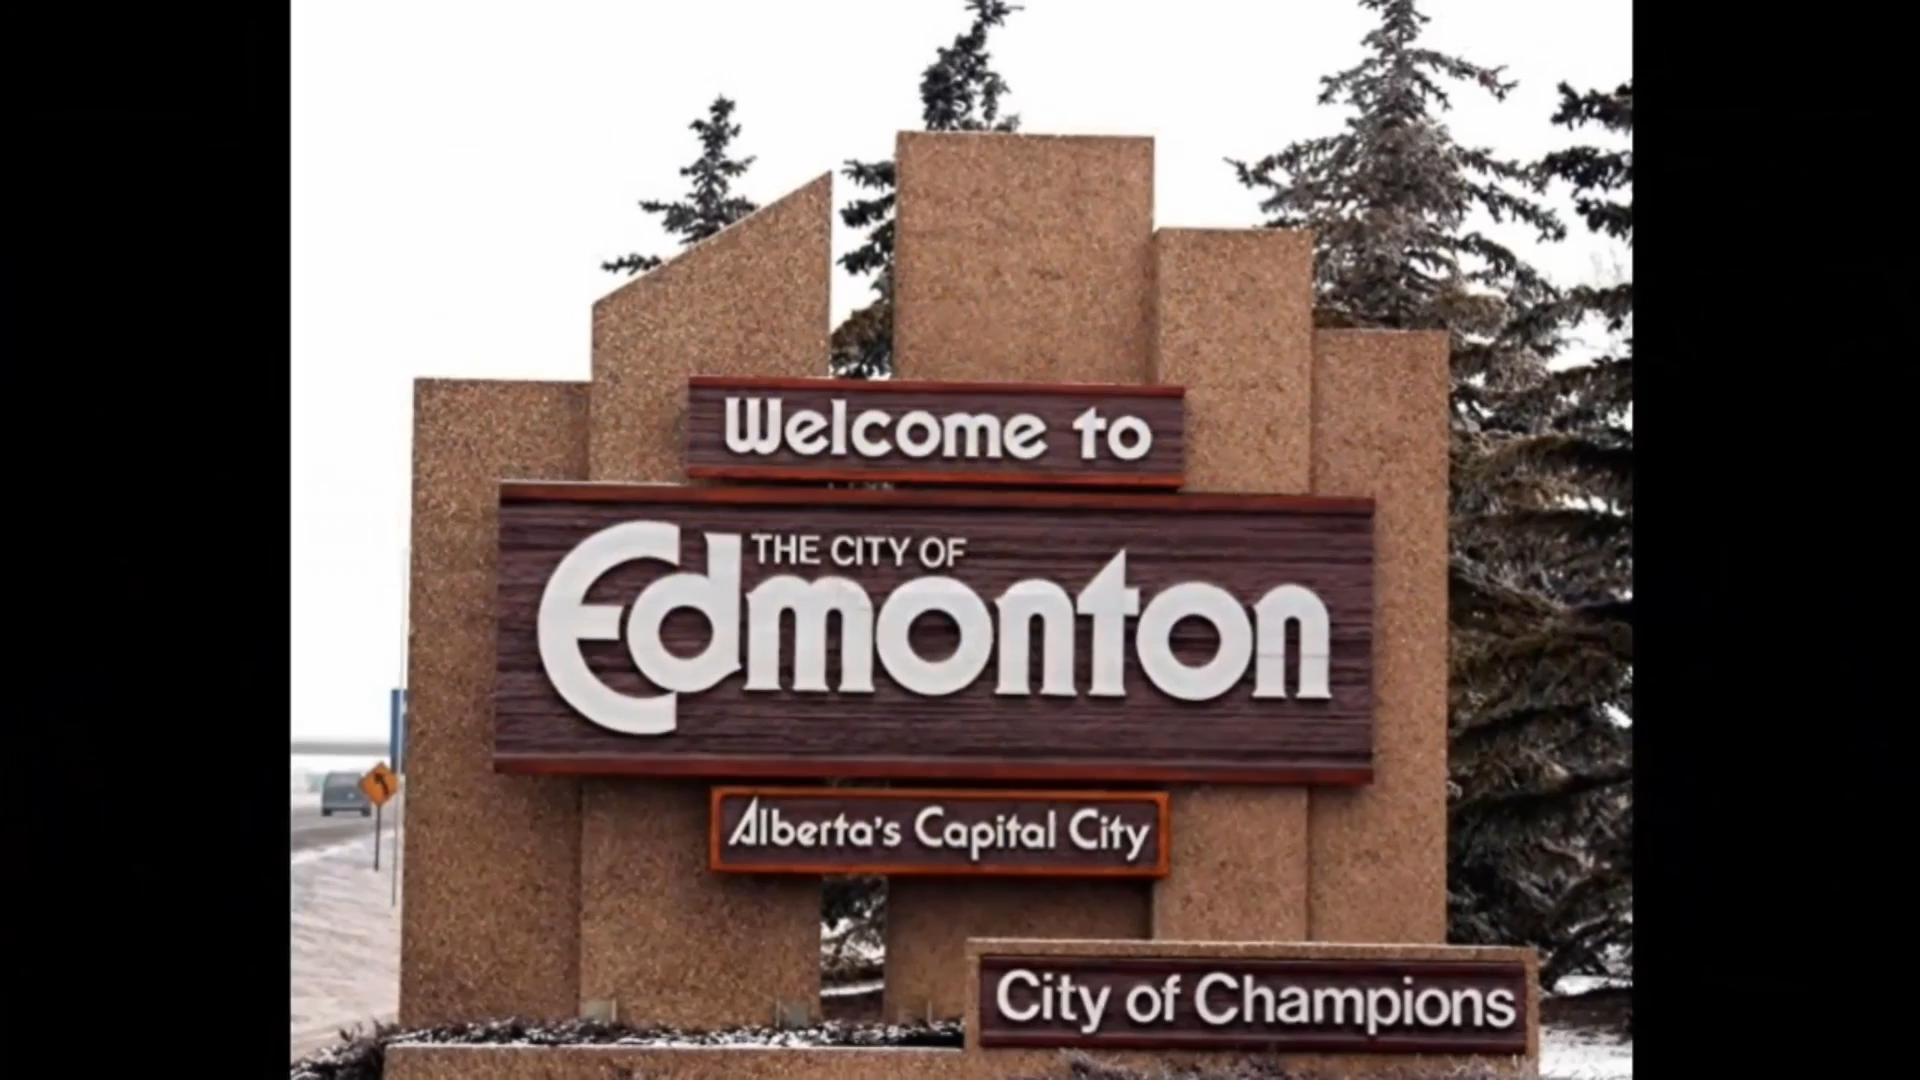 Welcome to
THE CITY OF
Edmonton
Alberta's Capital City
City of Champions